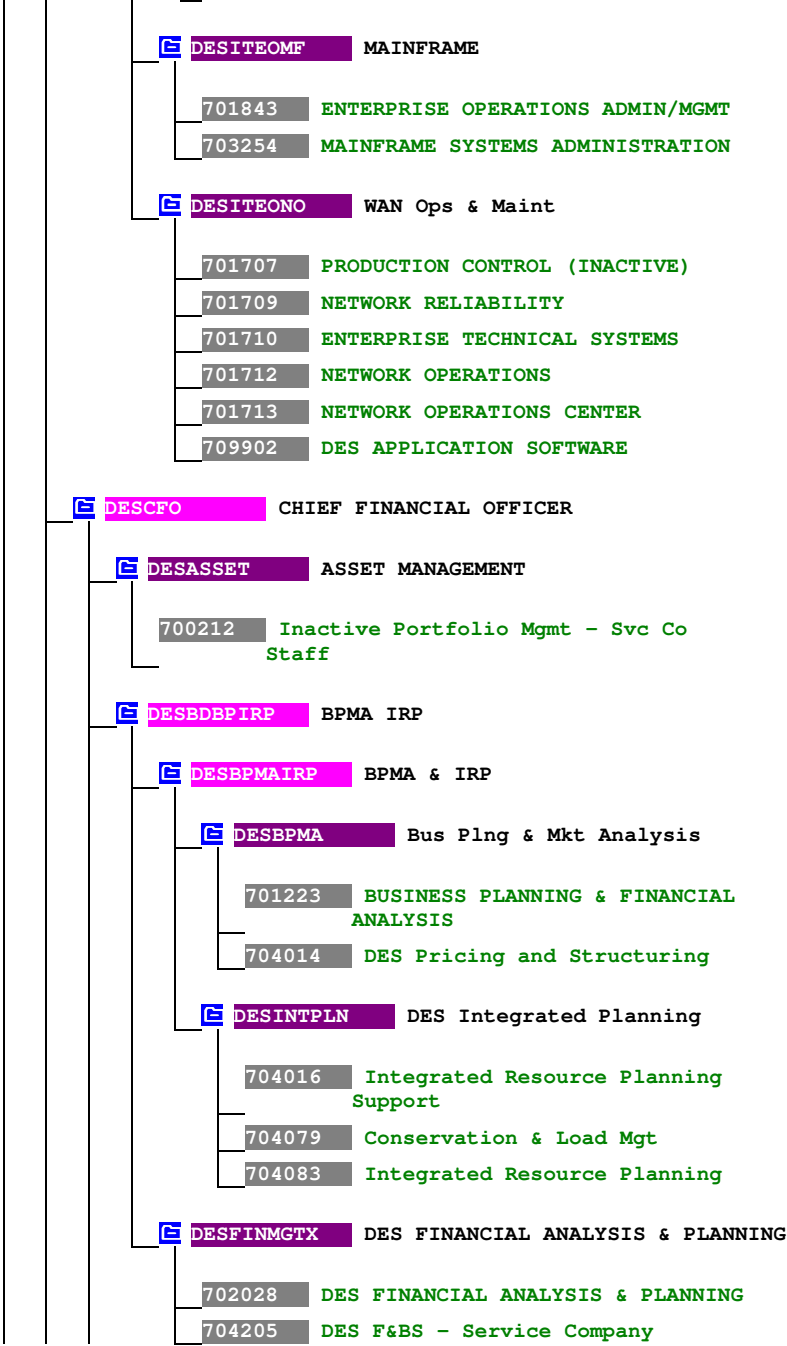 DESITEOMF MAINFRAME
701843 ENTERPRISE OPERATIONS ADMIN/MGMT
703254 MAINFRAME SYSTEMS ADMINISTRATION
DESITEONO WAN Ops & Maint
701707 PRODUCTION CONTROL (INACTIVE)
701709 NETWORK RELIABILITY
701710 ENTERPRISE TECHNICAL SYSTEMS
701712 NETWORK OPERATIONS
701713 NETWORK OPERATIONS CENTER
709902 DES APPLICATION SOFTWARE
DESCFO CHIEF FINANCIAL OFFICER
DESASSET ASSET MANAGEMENT
700212 Inactive Portfolio Mgmt - Svc Co
Staff
DESBDBPIRP BPMA IRP
DESBPMAIRP BPMA & IRP
DESBPMA Bus Plng & Mkt Analysis
701223 BUSINESS PLANNING & FINANCIAL
ANALYSIS
704014 DES Pricing and Structuring
DESINTPLN DES Integrated Planning
704016 Integrated Resource Planning
Support
704079 Conservation & Load Mgt
704083 Integrated Resource Planning
DESFINMGTX DES FINANCIAL ANALYSIS & PLANNING
702028 DES FINANCIAL ANALYSIS & PLANNING
704205 DES F&BS - Service Company